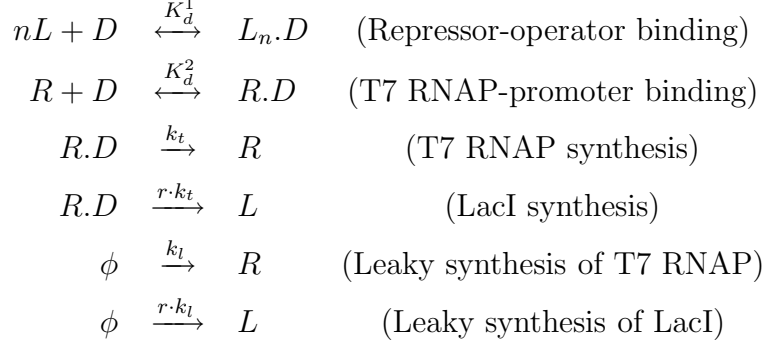 nL + D ⟷^{K_d^1} L_n.D (Repressor-operator binding)
R + D ⟷^{K_d^2} R.D (T7 RNAP-promoter binding)
R.D ⟶^{k_t} R (T7 RNAP synthesis)
R.D ⟶^{r·k_t} L (LacI synthesis)
ϕ ⟶^{k_l} R (Leaky synthesis of T7 RNAP)
ϕ ⟶^{r·k_l} L (Leaky synthesis of LacI)